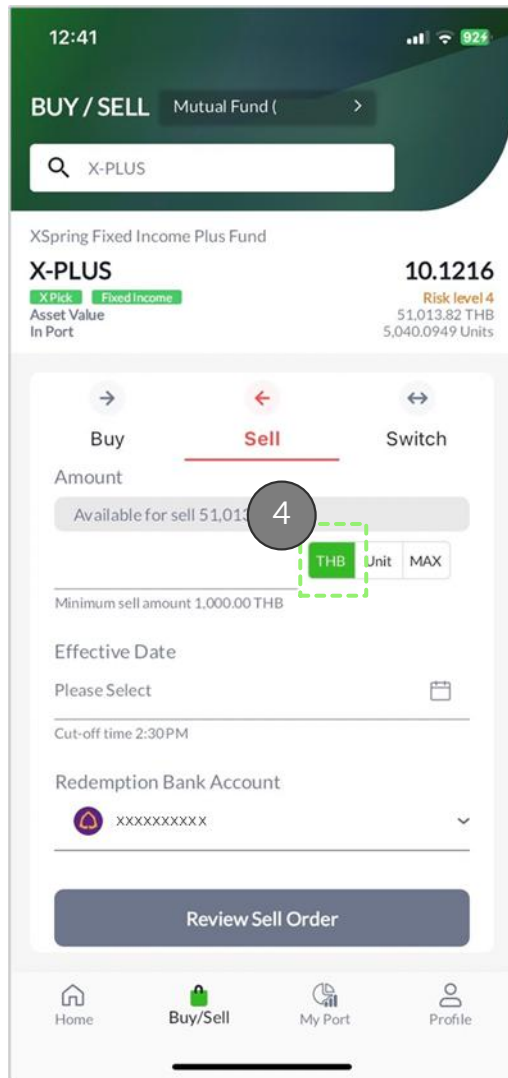 12:41
92
BUY / SELL Mutual Fund ( >
X-PLUS
XSpring Fixed Income Plus Fund
X-PLUS 10.1216
X Pick Fixed Income Risk level 4
Asset Value 51,013.82 THB
In Port 5,040.0949 Units
Buy Sell Switch
Amount
Available for sell 51,013
4
THB Unit MAX
Minimum sell amount 1,000.00 THB
Effective Date
Please Select
Cut-off time 2:30PM
Redemption Bank Account
xxxxxxxxxx
Review Sell Order
Home Buy/Sell My Port Profile